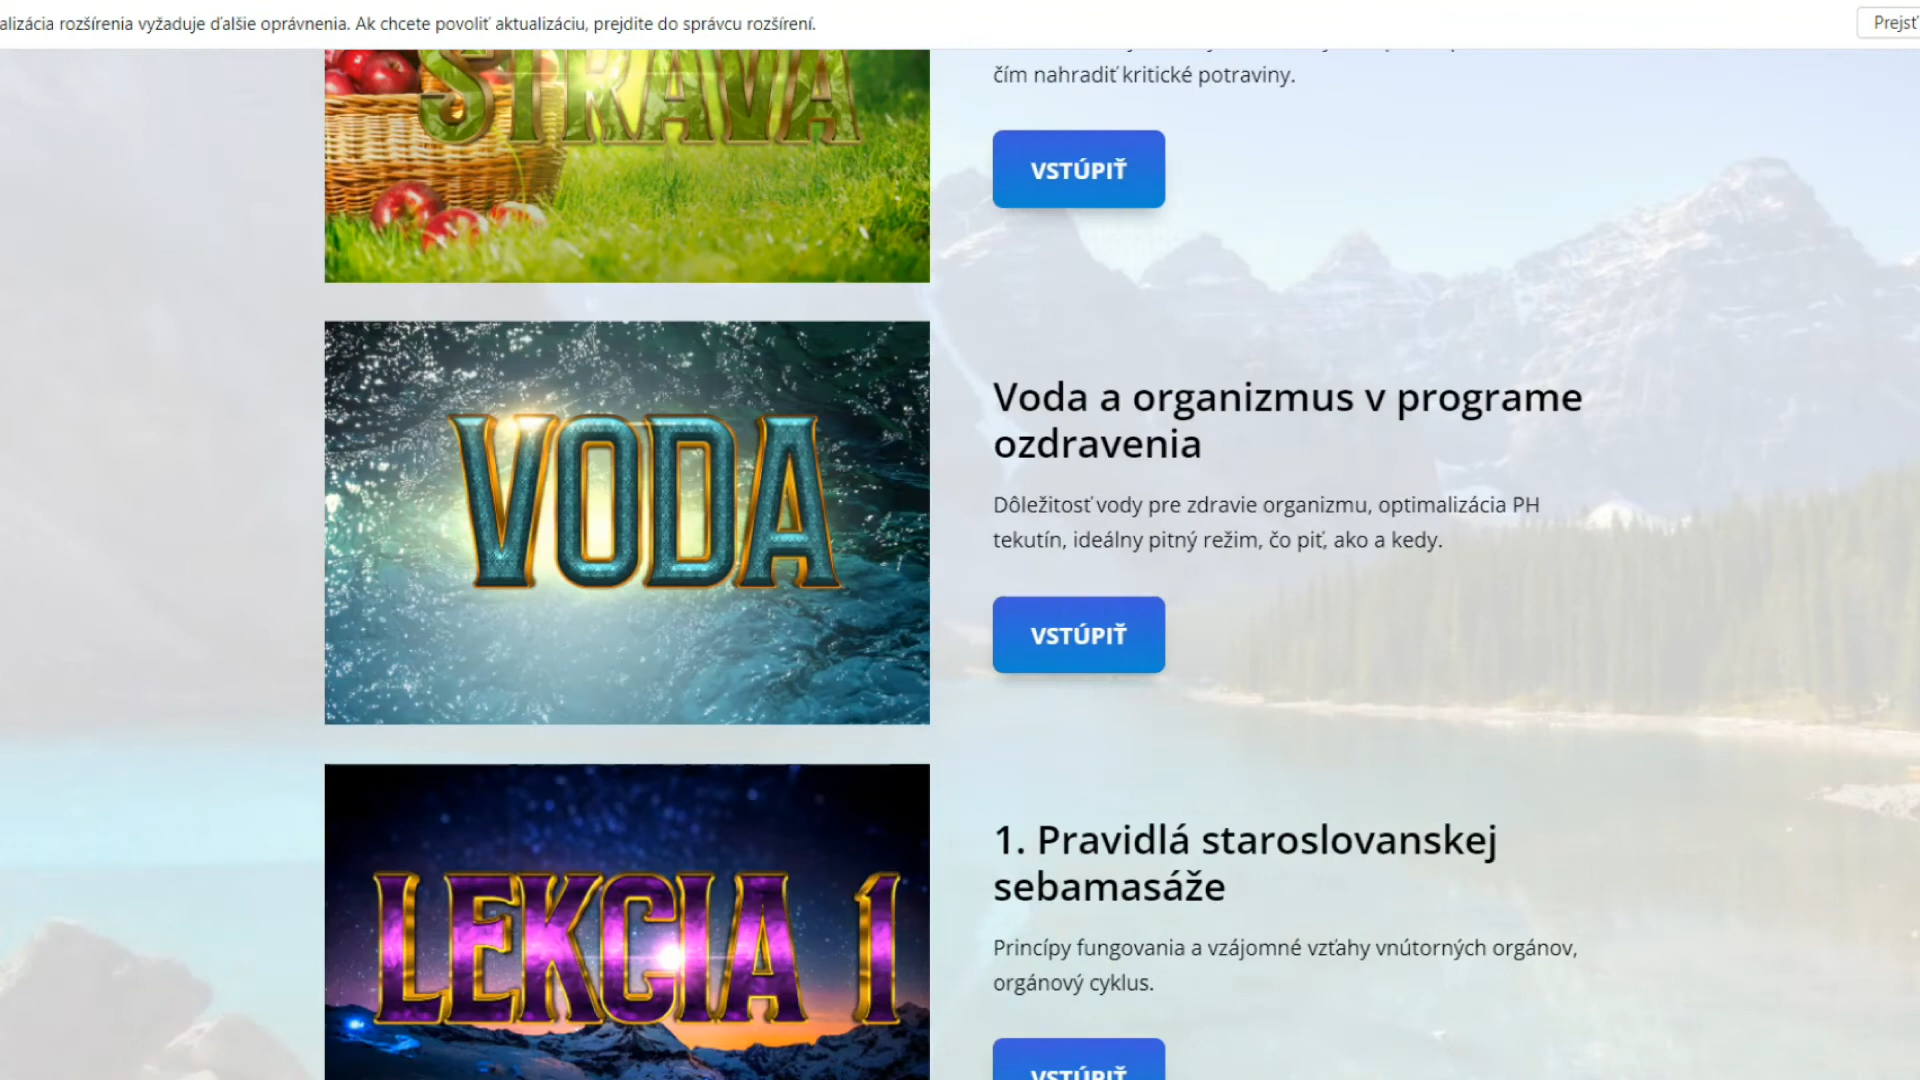 alizácia rozšírenia vyžaduje ďalšie oprávnenia. Ak chcete povoliť aktualizáciu, prejdite do správcu rozšírení.
Prejsť
STRAVA
čím nahradiť kritické potraviny.
VSTÚPIŤ
VODA
Voda a organizmus v programe
ozdravenia
Dôležitosť vody pre zdravie organizmu, optimalizácia PH
tekutín, ideálny pitný režim, čo piť, ako a kedy.
VSTÚPIŤ
LEKCIA 1
1. Pravidlá staroslovanskej
sebamasáže
Princípy fungovania a vzájomné vzťahy vnútorných orgánov,
orgánový cyklus.
VSTÚPIŤ